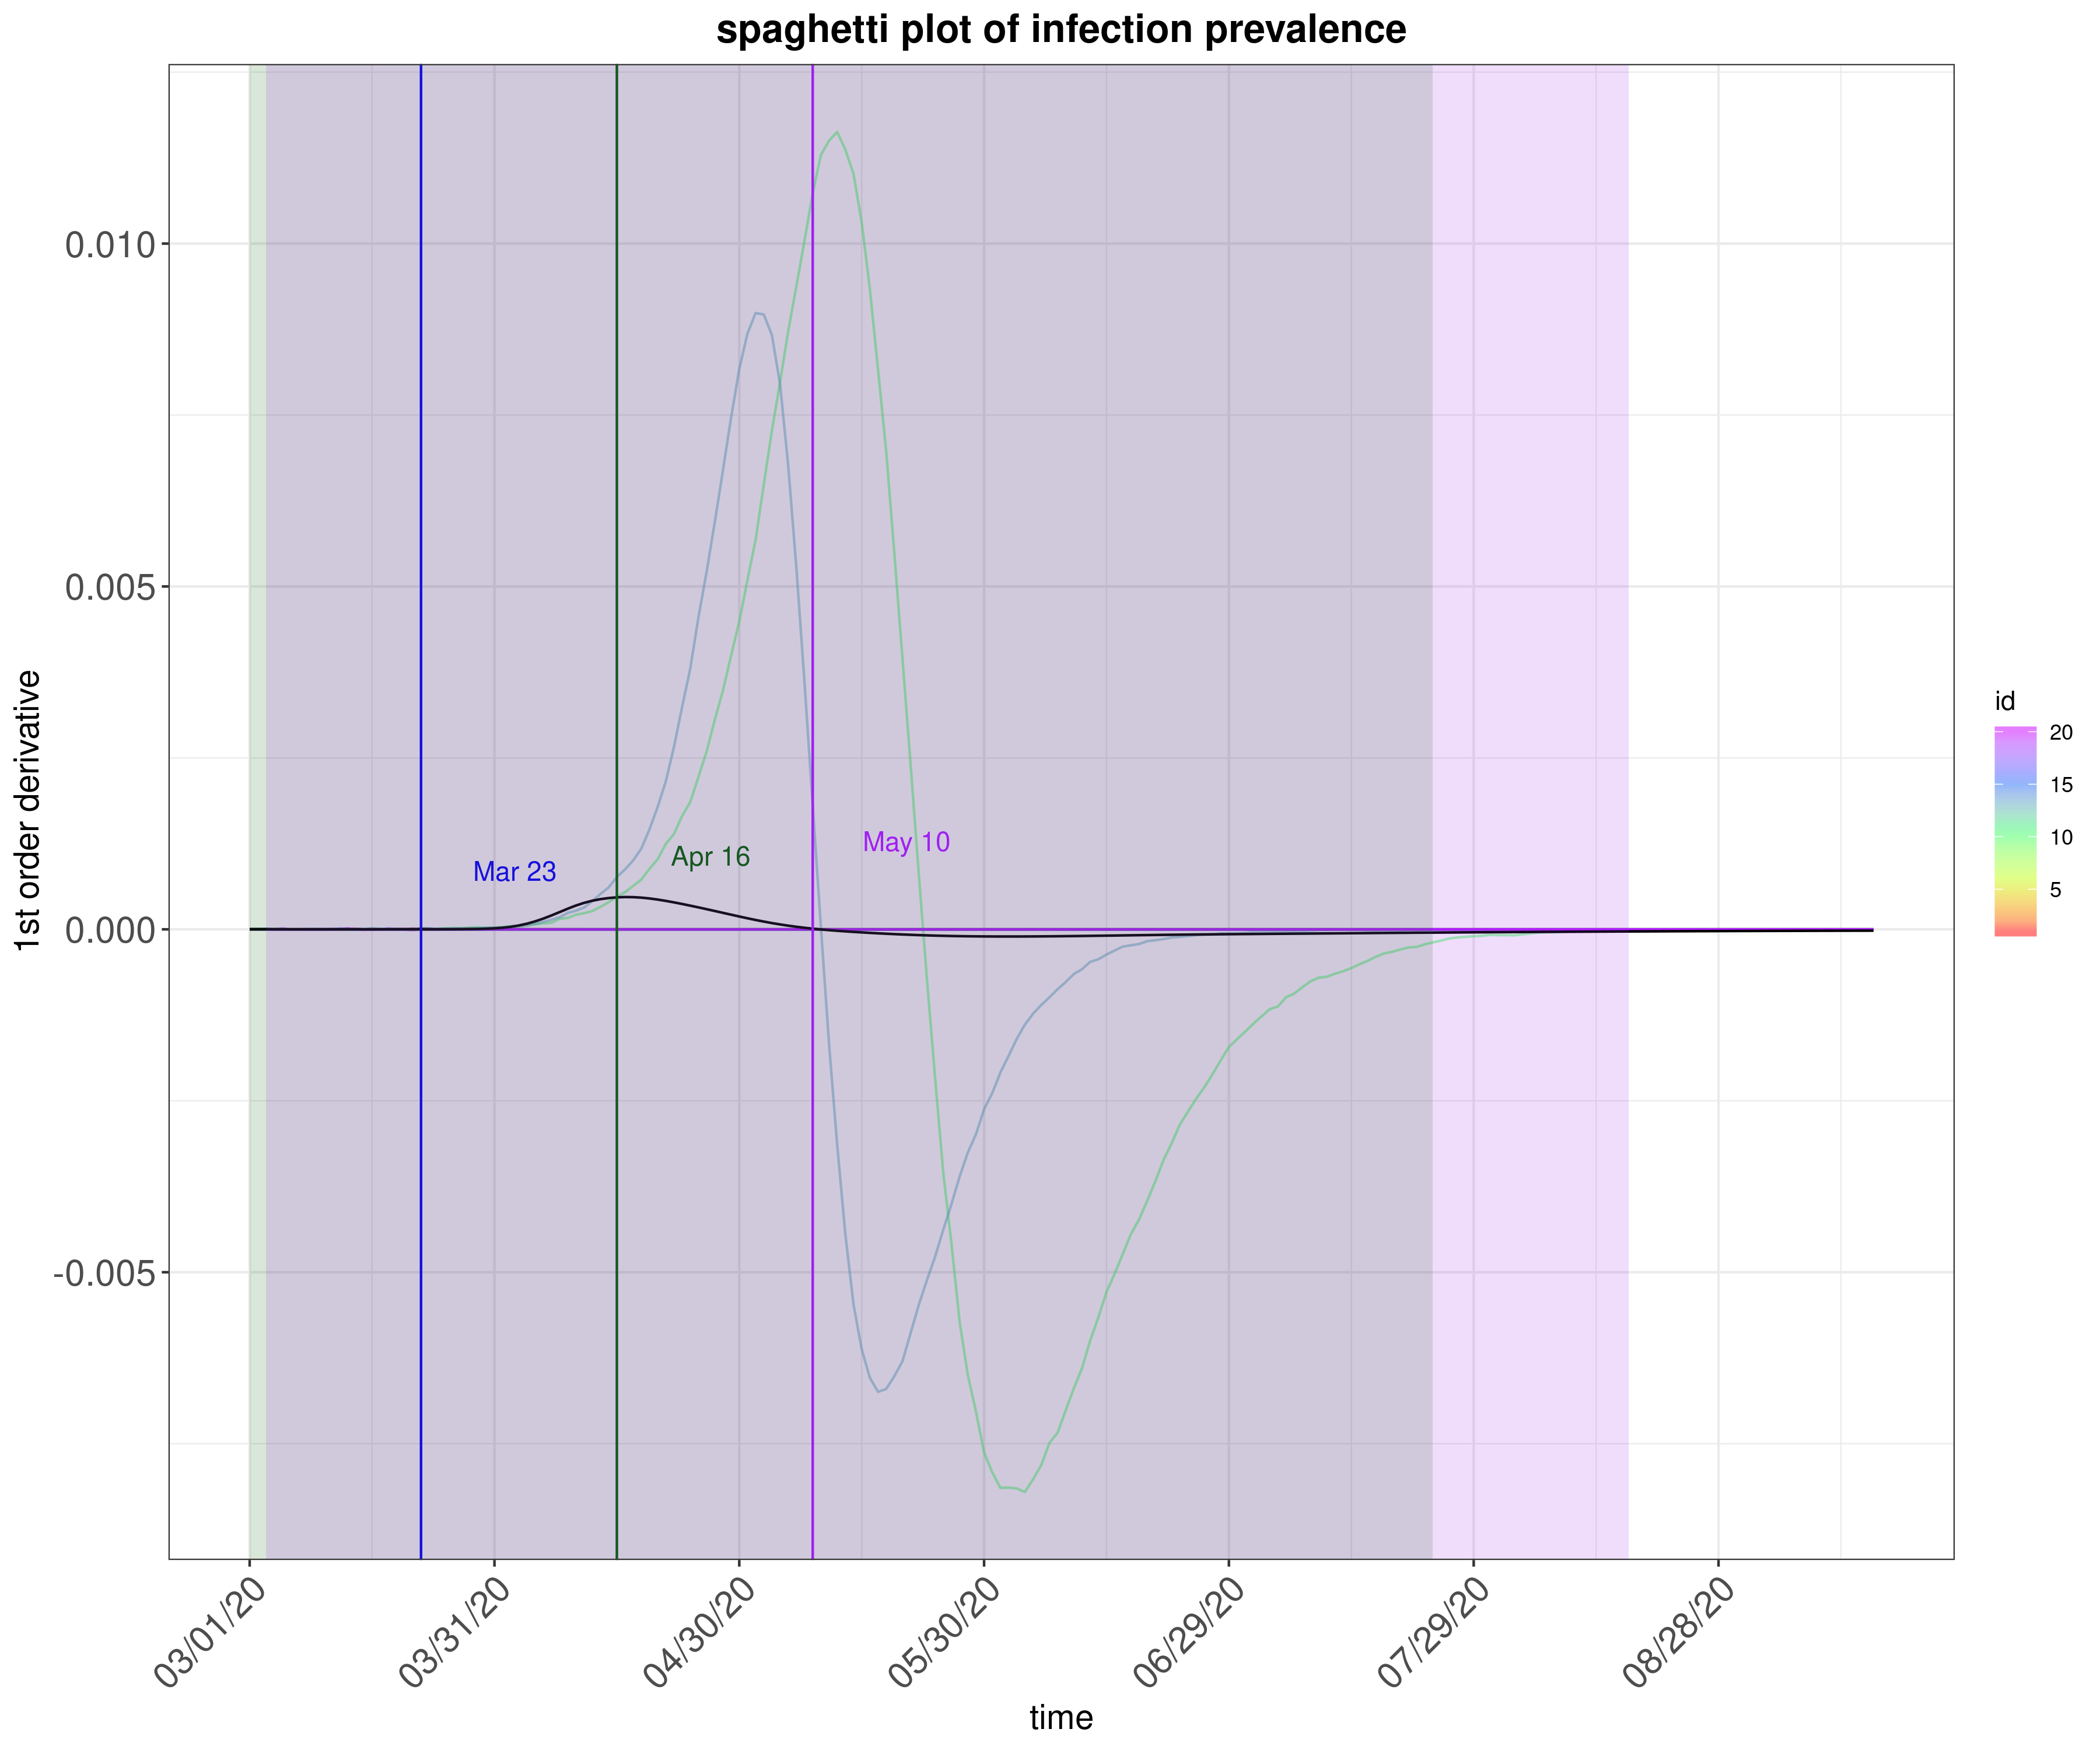 spaghetti plot of infection prevalence
1st order derivative
0.010
0.005
0.000
-0.005
Mar 23
Apr 16
May 10
id
20
15
10
5
03/01/20
03/31/20
04/30/20
05/30/20
06/29/20
07/29/20
08/28/20
time